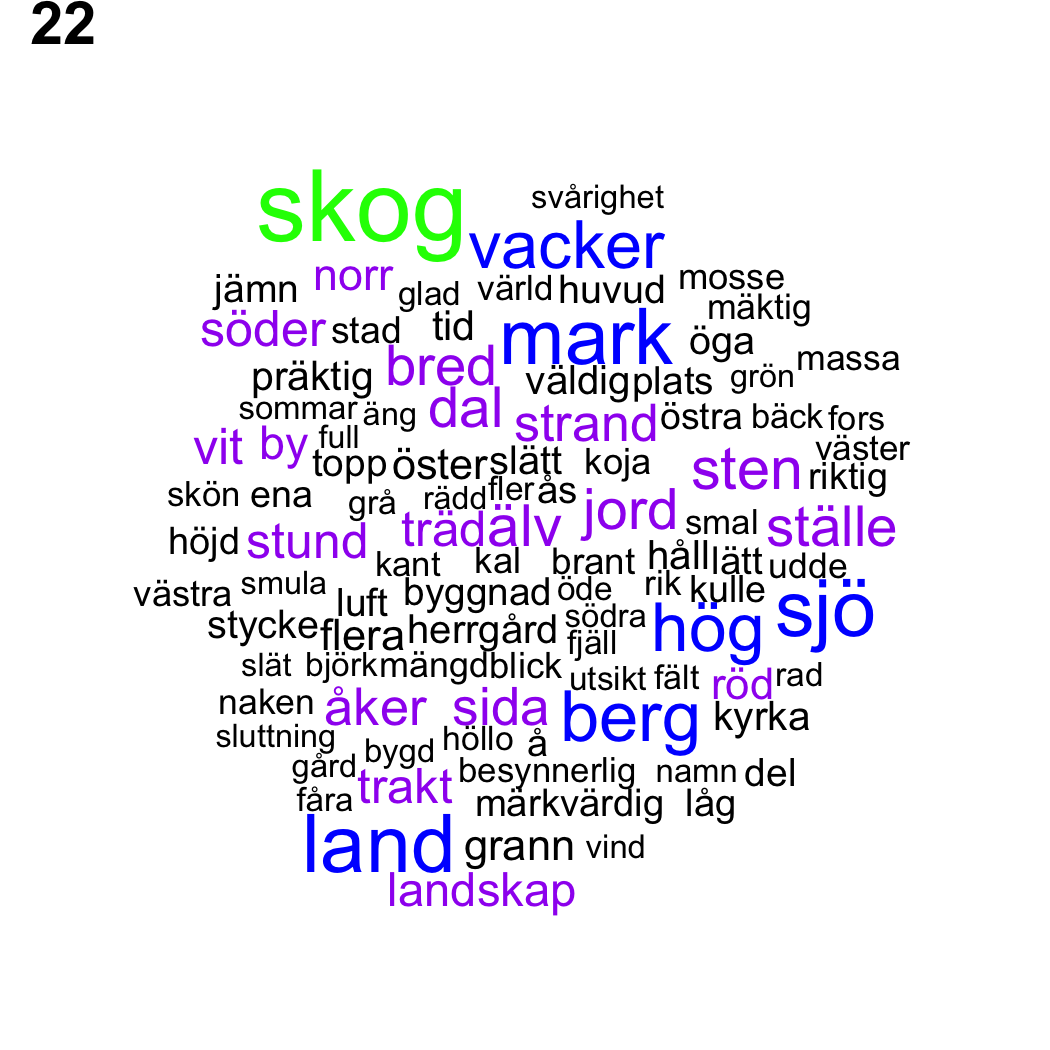 22
skog svårighet
vacker
norr mosse
jämn glad värld huvud mäktig
söder stad tid mark öga
bred massa
präktig väldig plats grön
sommar äng dal strand östra bäck fors
vit by full väster
topp öster slätt koja sten riktig
skön ena grå rädd fler ås
jord smal ställe
höjd stund träd älv
kant kal brant håll lätt udde
västra smula luft byggnad öde rik kulle sjö
stycke flera herrgård södra hög
fjäll
slät björk mängd blick utsikt fält röd rad
naken åker sida berg kyrka
sluttning bygd höllo å
gård trakt besynnerlig namn del
fåra märkvärdig låg
land grann vind
landskap